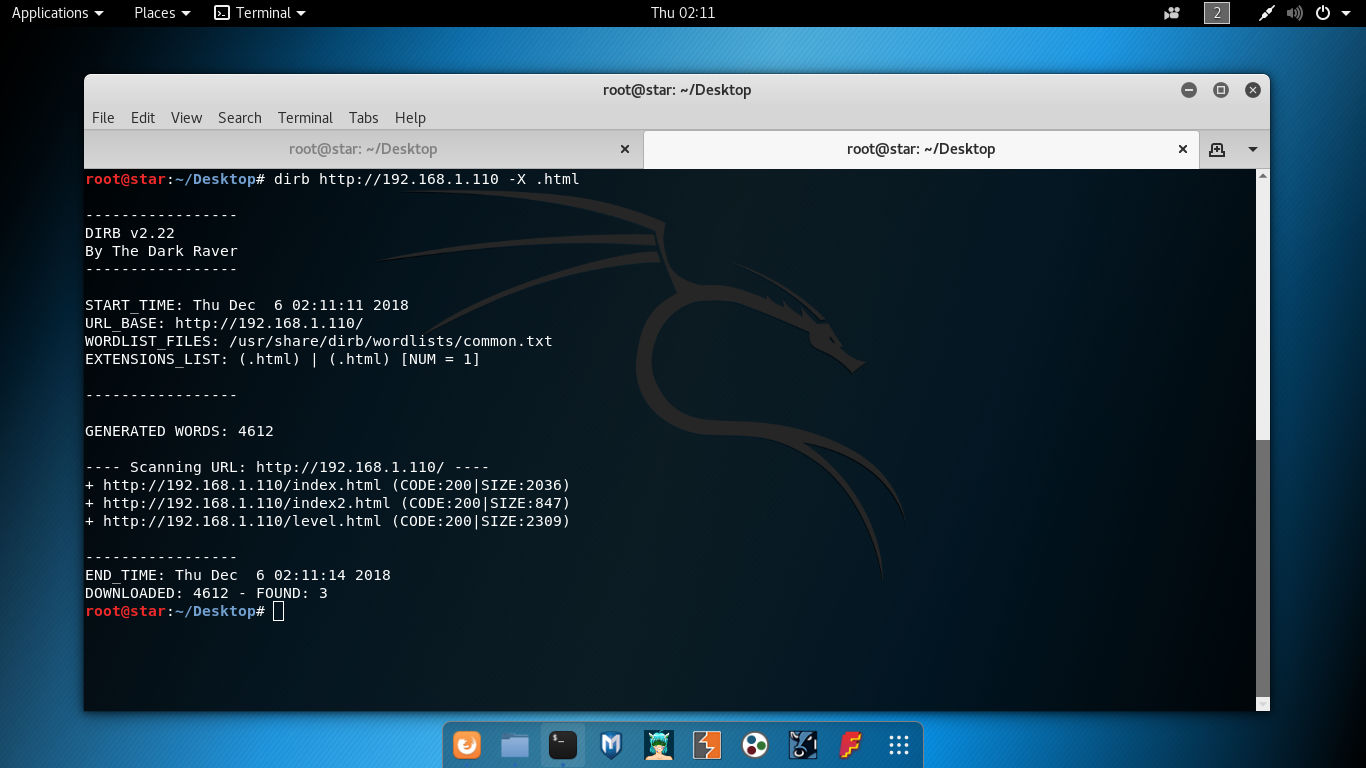 Applications Places Terminal Thu 02:11 2
root@star: ~/Desktop
File Edit View Search Terminal Tabs Help
root@star: ~/Desktop root@star: ~/Desktop
root@star:~/Desktop# dirb http://192.168.1.110 -X .html
-----------------
DIRB v2.22
By The Dark Raver
-----------------
START_TIME: Thu Dec  6 02:11:11 2018
URL_BASE: http://192.168.1.110/
WORDLIST_FILES: /usr/share/dirb/wordlists/common.txt
EXTENSIONS_LIST: (.html) | (.html) [NUM = 1]
-----------------
GENERATED WORDS: 4612
---- Scanning URL: http://192.168.1.110/ ----
+ http://192.168.1.110/index.html (CODE:200|SIZE:2036)
+ http://192.168.1.110/index2.html (CODE:200|SIZE:847)
+ http://192.168.1.110/level.html (CODE:200|SIZE:2309)
-----------------
END_TIME: Thu Dec  6 02:11:14 2018
DOWNLOADED: 4612 - FOUND: 3
root@star:~/Desktop#